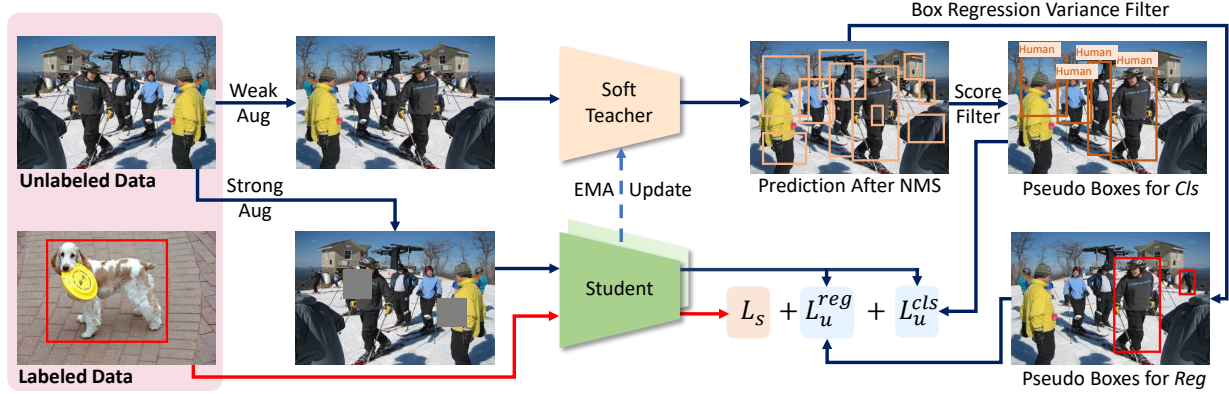 Box Regression Variance Filter
Weak
Aug
Soft
Teacher
Score
Filter
Human
Human
Human
Human
Unlabeled Data
Strong
Aug
EMA Update
Prediction After NMS
Pseudo Boxes for Cls
Student
L_s + L_u^{reg} + L_u^{cls}
Labeled Data
Pseudo Boxes for Reg